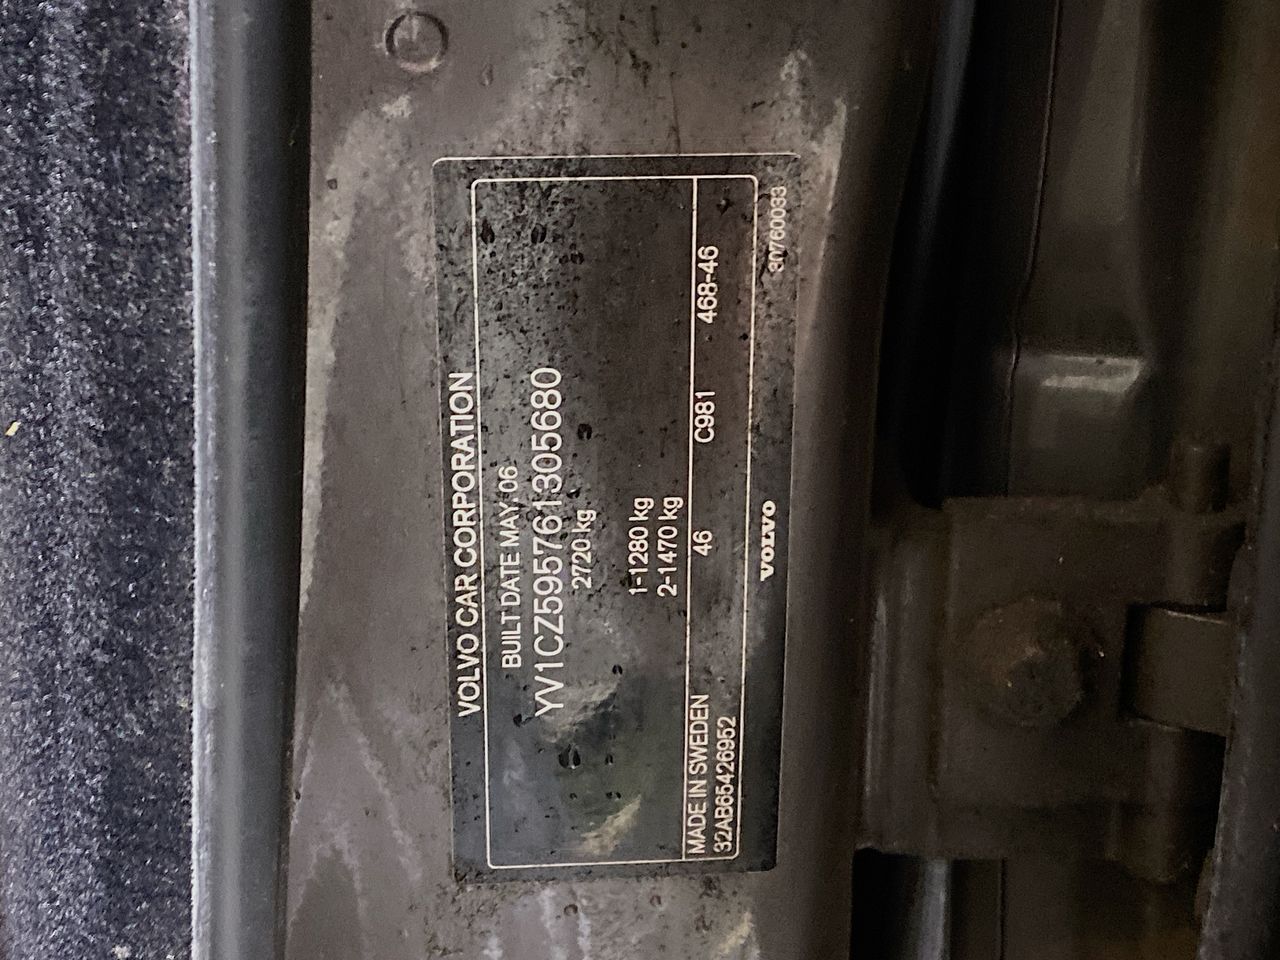 VOLVO CAR CORPORATION
BUILT DATE MAY 06
YV1CZ595761305680
2720 kg
1-1280 kg
2-1470 kg
MADE IN SWEDEN 46 C981 468-46
32AB65426952
VOLVO 30760033